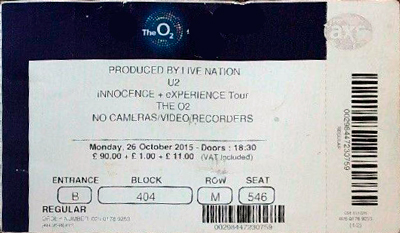 The O2
axs
PRODUCED BY LIVE NATION
U2
iNNOCENCE + eXPERIENCE Tour
THE O2
NO CAMERAS/VIDEO/RECORDERS
Monday, 26 October 2015 - Doors : 18:30
£ 90.00 + £ 1.00 + £ 11.00 (VAT included)
ENTRANCE BLOCK ROW SEAT
B 404 M 546
REGULAR
00298447230759
00298447230759